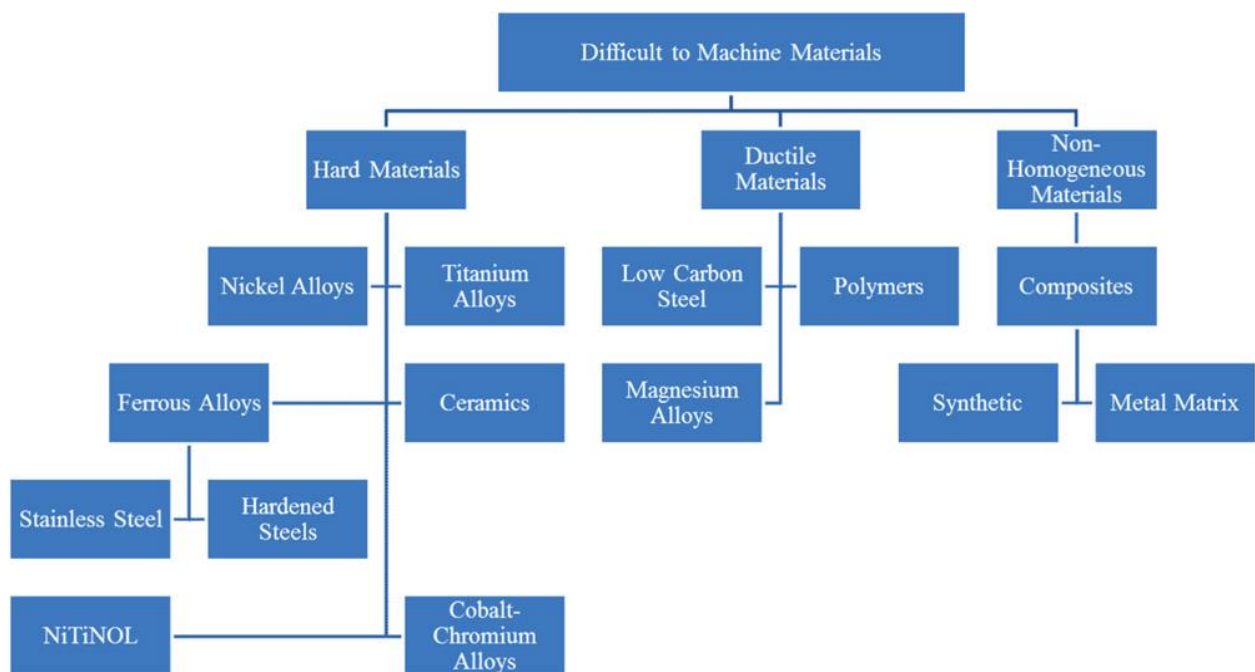 Difficult to Machine Materials
Hard Materials
Ductile
Materials
Non-
Homogeneous
Materials
Nickel Alloys
Titanium
Alloys
Low Carbon
Steel
Polymers
Composites
Ferrous Alloys
Ceramics
Magnesium
Alloys
Synthetic
Metal Matrix
Stainless Steel
Hardened
Steels
NiTiNOL
Cobalt-
Chromium
Alloys